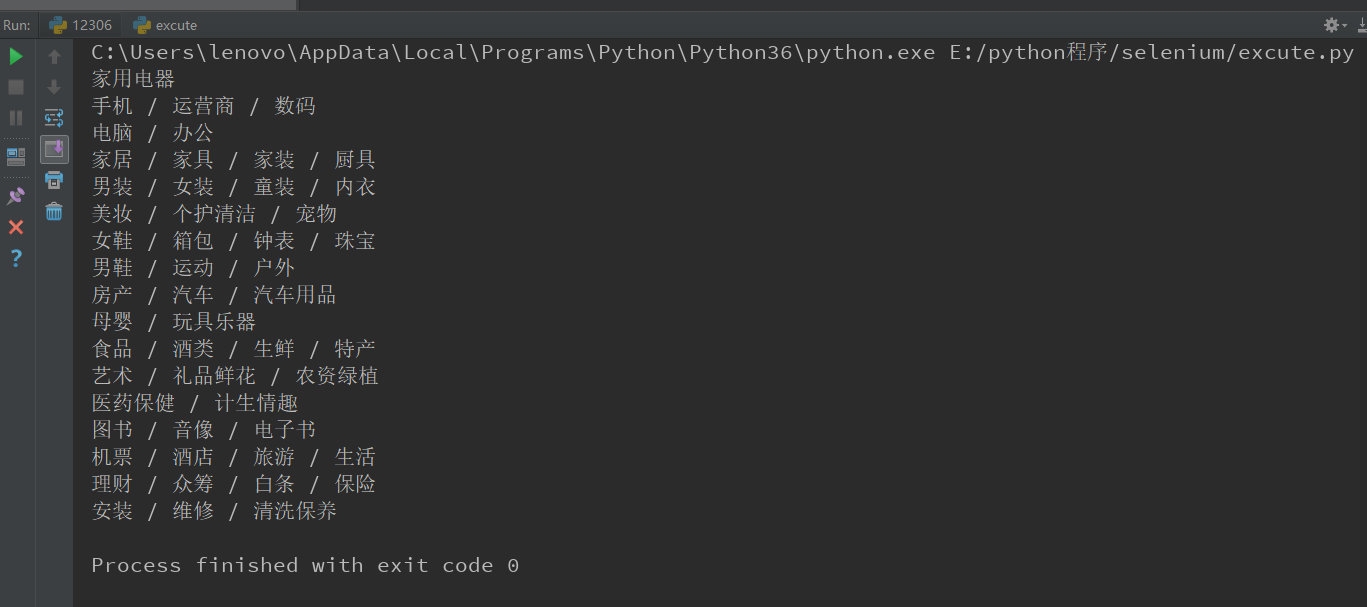 Run: 12306 excute
C:\Users\lenovo\AppData\Local\Programs\Python\Python36\python.exe E:/python程序/selenium/excute.py
家用电器
手机 / 运营商 / 数码
电脑 / 办公
家居 / 家具 / 家装 / 厨具
男装 / 女装 / 童装 / 内衣
美妆 / 个护清洁 / 宠物
女鞋 / 箱包 / 钟表 / 珠宝
男鞋 / 运动 / 户外
房产 / 汽车 / 汽车用品
母婴 / 玩具乐器
食品 / 酒类 / 生鲜 / 特产
艺术 / 礼品鲜花 / 农资绿植
医药保健 / 计生情趣
图书 / 音像 / 电子书
机票 / 酒店 / 旅游 / 生活
理财 / 众筹 / 白条 / 保险
安装 / 维修 / 清洗保养
Process finished with exit code 0